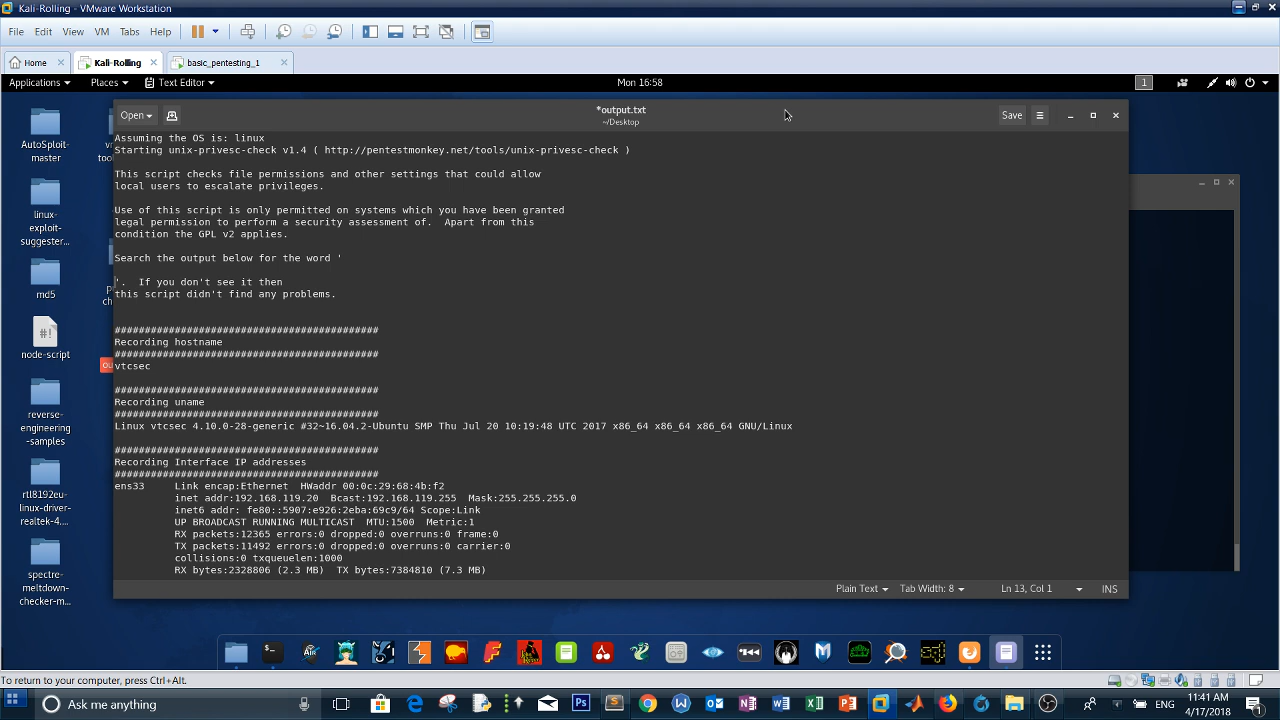 Kali-Rolling - VMware Workstation
File Edit View VM Tabs Help
Home Kali-Rolling basic_pentesting_1
Applications Places Text Editor Mon 16:58 1
Open *output.txt Save
~/Desktop
Assuming the OS is: linux
Starting unix-privesc-check v1.4 ( http://pentestmonkey.net/tools/unix-privesc-check )
This script checks file permissions and other settings that could allow
local users to escalate privileges.
Use of this script is only permitted on systems which you have been granted
legal permission to perform a security assessment of.  Apart from this
condition the GPL v2 applies.
Search the output below for the word '
'.  If you don't see it then
this script didn't find any problems.
############################################
Recording hostname
############################################
vtcsec
############################################
Recording uname
############################################
Linux vtcsec 4.10.0-28-generic #32~16.04.2-Ubuntu SMP Thu Jul 20 10:19:48 UTC 2017 x86_64 x86_64 x86_64 GNU/Linux
############################################
Recording Interface IP addresses
############################################
ens33     Link encap:Ethernet  HWaddr 00:0c:29:68:4b:f2
inet addr:192.168.119.20  Bcast:192.168.119.255  Mask:255.255.255.0
inet6 addr: fe80::5907:e926:2eba:69c9/64 Scope:Link
UP BROADCAST RUNNING MULTICAST  MTU:1500  Metric:1
RX packets:12365 errors:0 dropped:0 overruns:0 frame:0
TX packets:11492 errors:0 dropped:0 overruns:0 carrier:0
collisions:0 txqueuelen:1000
RX bytes:2328806 (2.3 MB)  TX bytes:7384810 (7.3 MB)
Plain Text Tab Width: 8 Ln 13, Col 1 INS
AutoSploit-
master
linux-
exploit-
suggester...
md5
node-script
reverse-
engineering
-samples
rtl8192eu-
linux-driver-
realtek-4....
spectre-
meltdown-
checker-m...
To return to your computer, press Ctrl+Alt.
Ask me anything
ENG
11:41 AM
4/17/2018